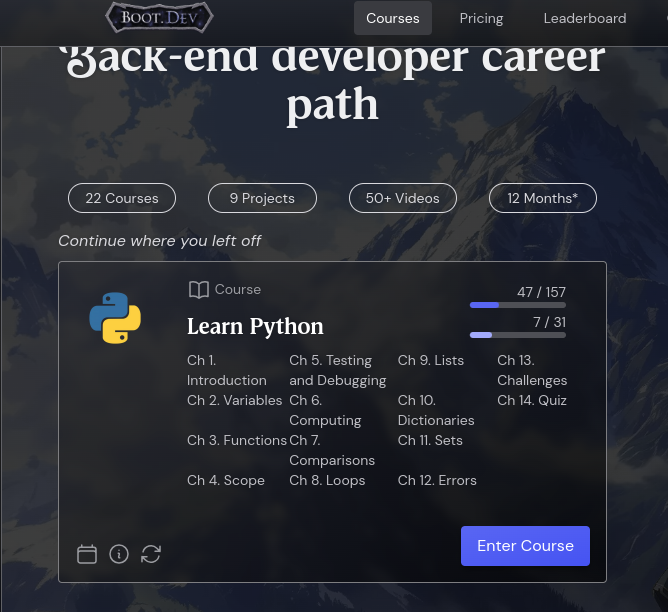 BOOT.DEV
Courses
Pricing
Leaderboard
Back-end developer career
path
22 Courses
9 Projects
50+ Videos
12 Months*
Continue where you left off
Course
47 / 157
7 / 31
Learn Python
Ch 1.
Introduction
Ch 2. Variables
Ch 3. Functions
Ch 4. Scope
Ch 5. Testing
and Debugging
Ch 6.
Computing
Ch 7.
Comparisons
Ch 8. Loops
Ch 9. Lists
Ch 10.
Dictionaries
Ch 11. Sets
Ch 12. Errors
Ch 13.
Challenges
Ch 14. Quiz
Enter Course